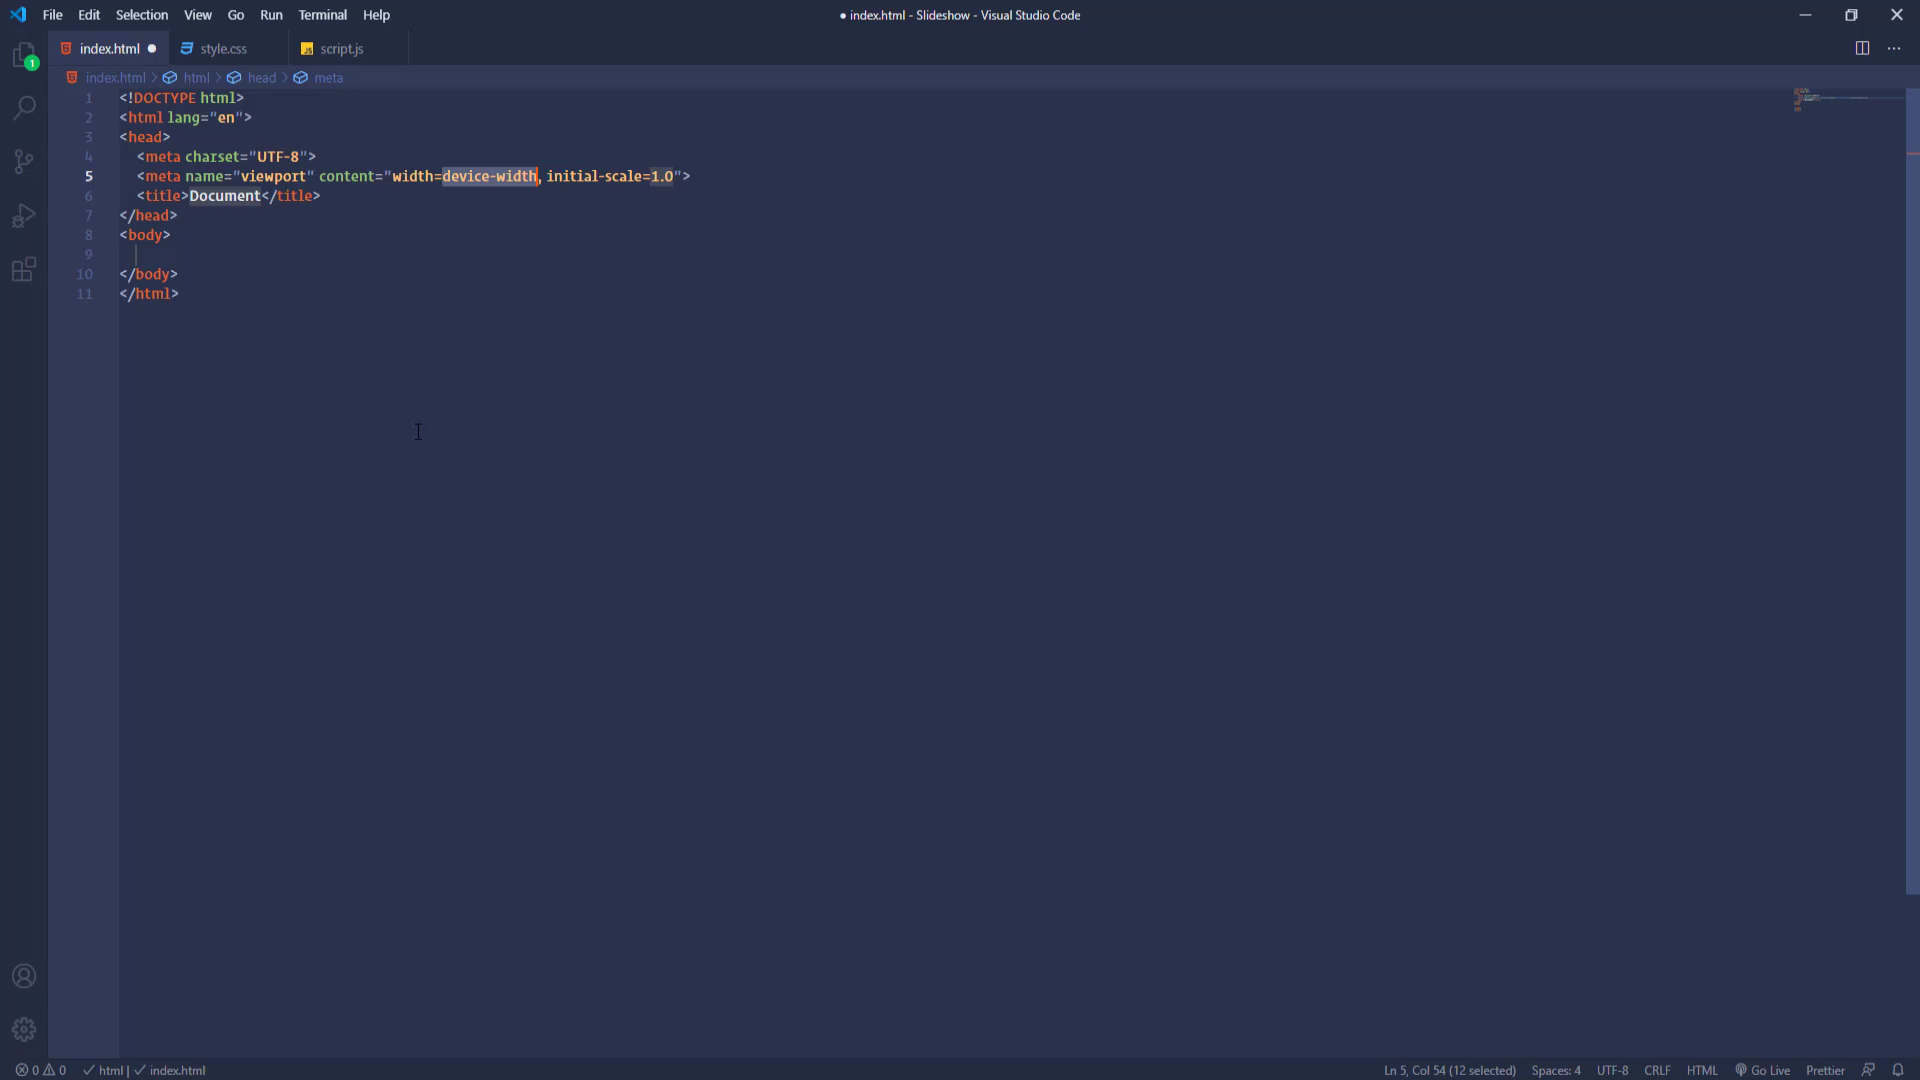 File Edit Selection View Go Run Terminal Help
● index.html - Slideshow - Visual Studio Code
index.html ●
style.css
JS script.js
1
index.html > html > head > meta
1 <!DOCTYPE html>
2 <html lang="en">
3 <head>
4 <meta charset="UTF-8">
5 <meta name="viewport" content="width=device-width, initial-scale=1.0">
6 <title>Document</title>
7 </head>
8 <body>
9
10 </body>
11 </html>
0 0 html | index.html
Ln 5, Col 54 (12 selected) Spaces: 4 UTF-8 CRLF HTML Go Live Prettier